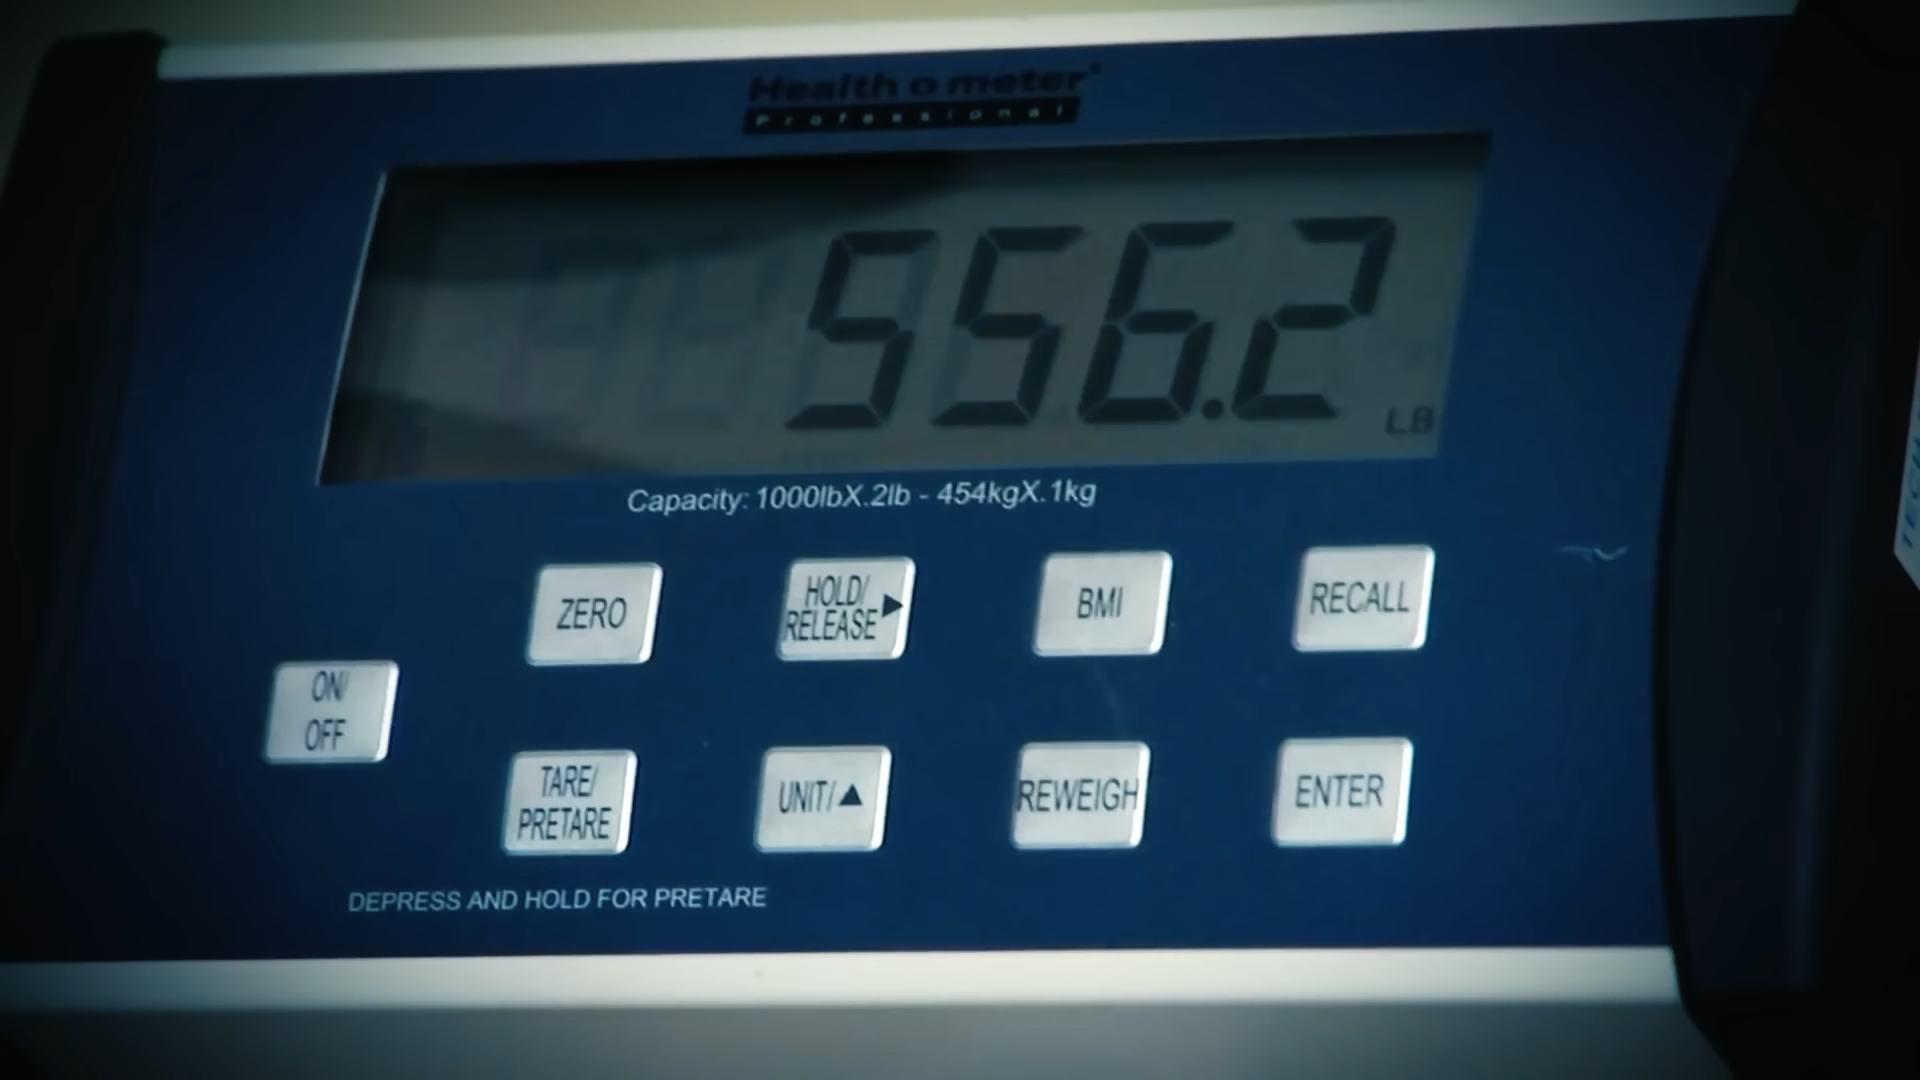 Health o meter®
Professional
556.2
LB
Capacity: 1000lbX.2lb - 454kgX.1kg
ZERO
HOLD/
RELEASE
BMI
RECALL
ON/
OFF
TARE/
PRETARE
UNIT/
REWEIGH
ENTER
DEPRESS AND HOLD FOR PRETARE